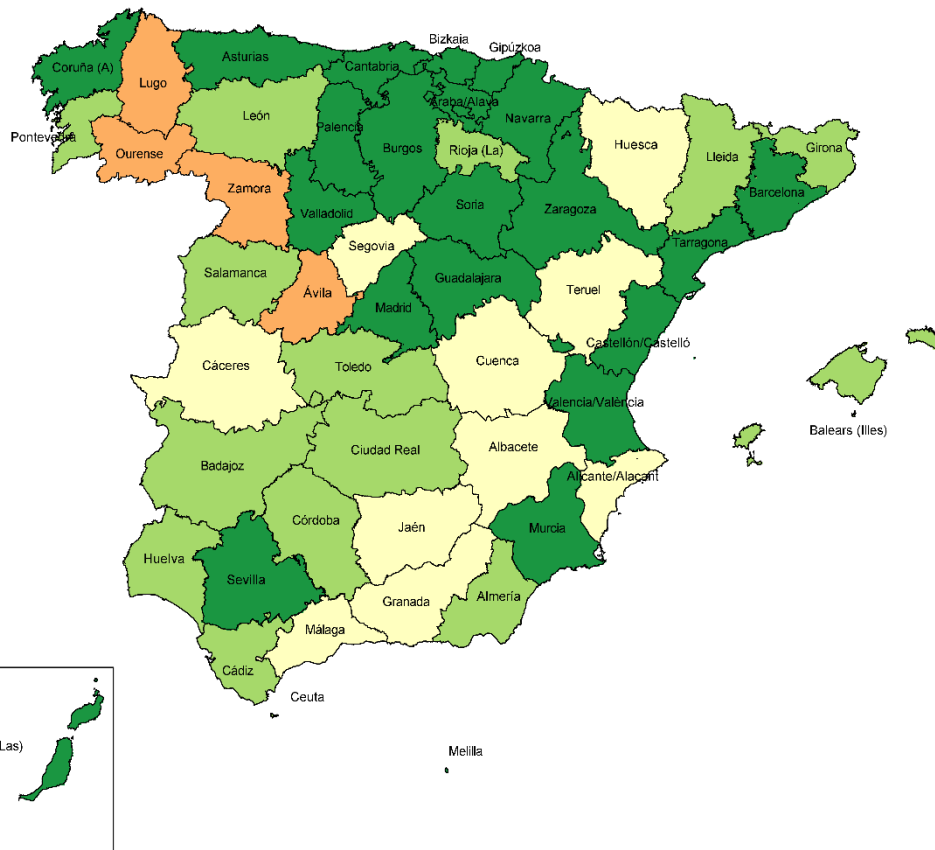 Bizkaia
Gipúzkoa
Asturias
Cantabria
Coruña (A)
Lugo
Araba/Alava
León
Navarra
Palencia
Pontevedra
Burgos
Rioja (La)
Huesca
Girona
Ourense
Lleida
Zamora
Barcelona
Soria
Valladolid
Zaragoza
Segovia
Tarragona
Salamanca
Guadalajara
Ávila
Teruel
Madrid
Castellón/Castelló
Cáceres
Toledo
Cuenca
Valencia/València
Balears (Illes)
Albacete
Ciudad Real
Badajoz
Alicante/Alacant
Córdoba
Jaén
Murcia
Huelva
Sevilla
Almería
Granada
Málaga
Cádiz
Ceuta
Las)
Melilla